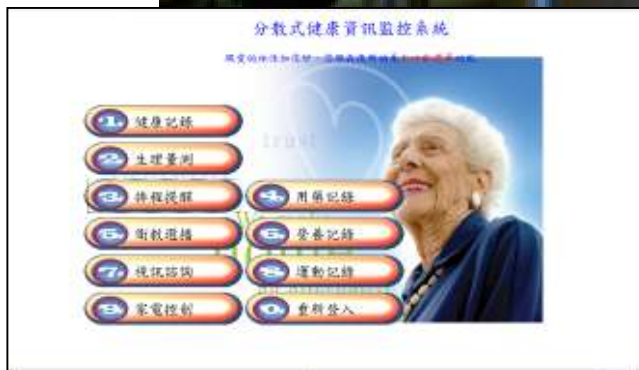 分散式健康資訊監控系統
trust
1 健康記錄
2 生理量測
3 排程提醒
4 用藥記錄
5 衛教選播
6 營養記錄
7 視訊諮詢
8 運動記錄
9 家電控制
0 重新登入